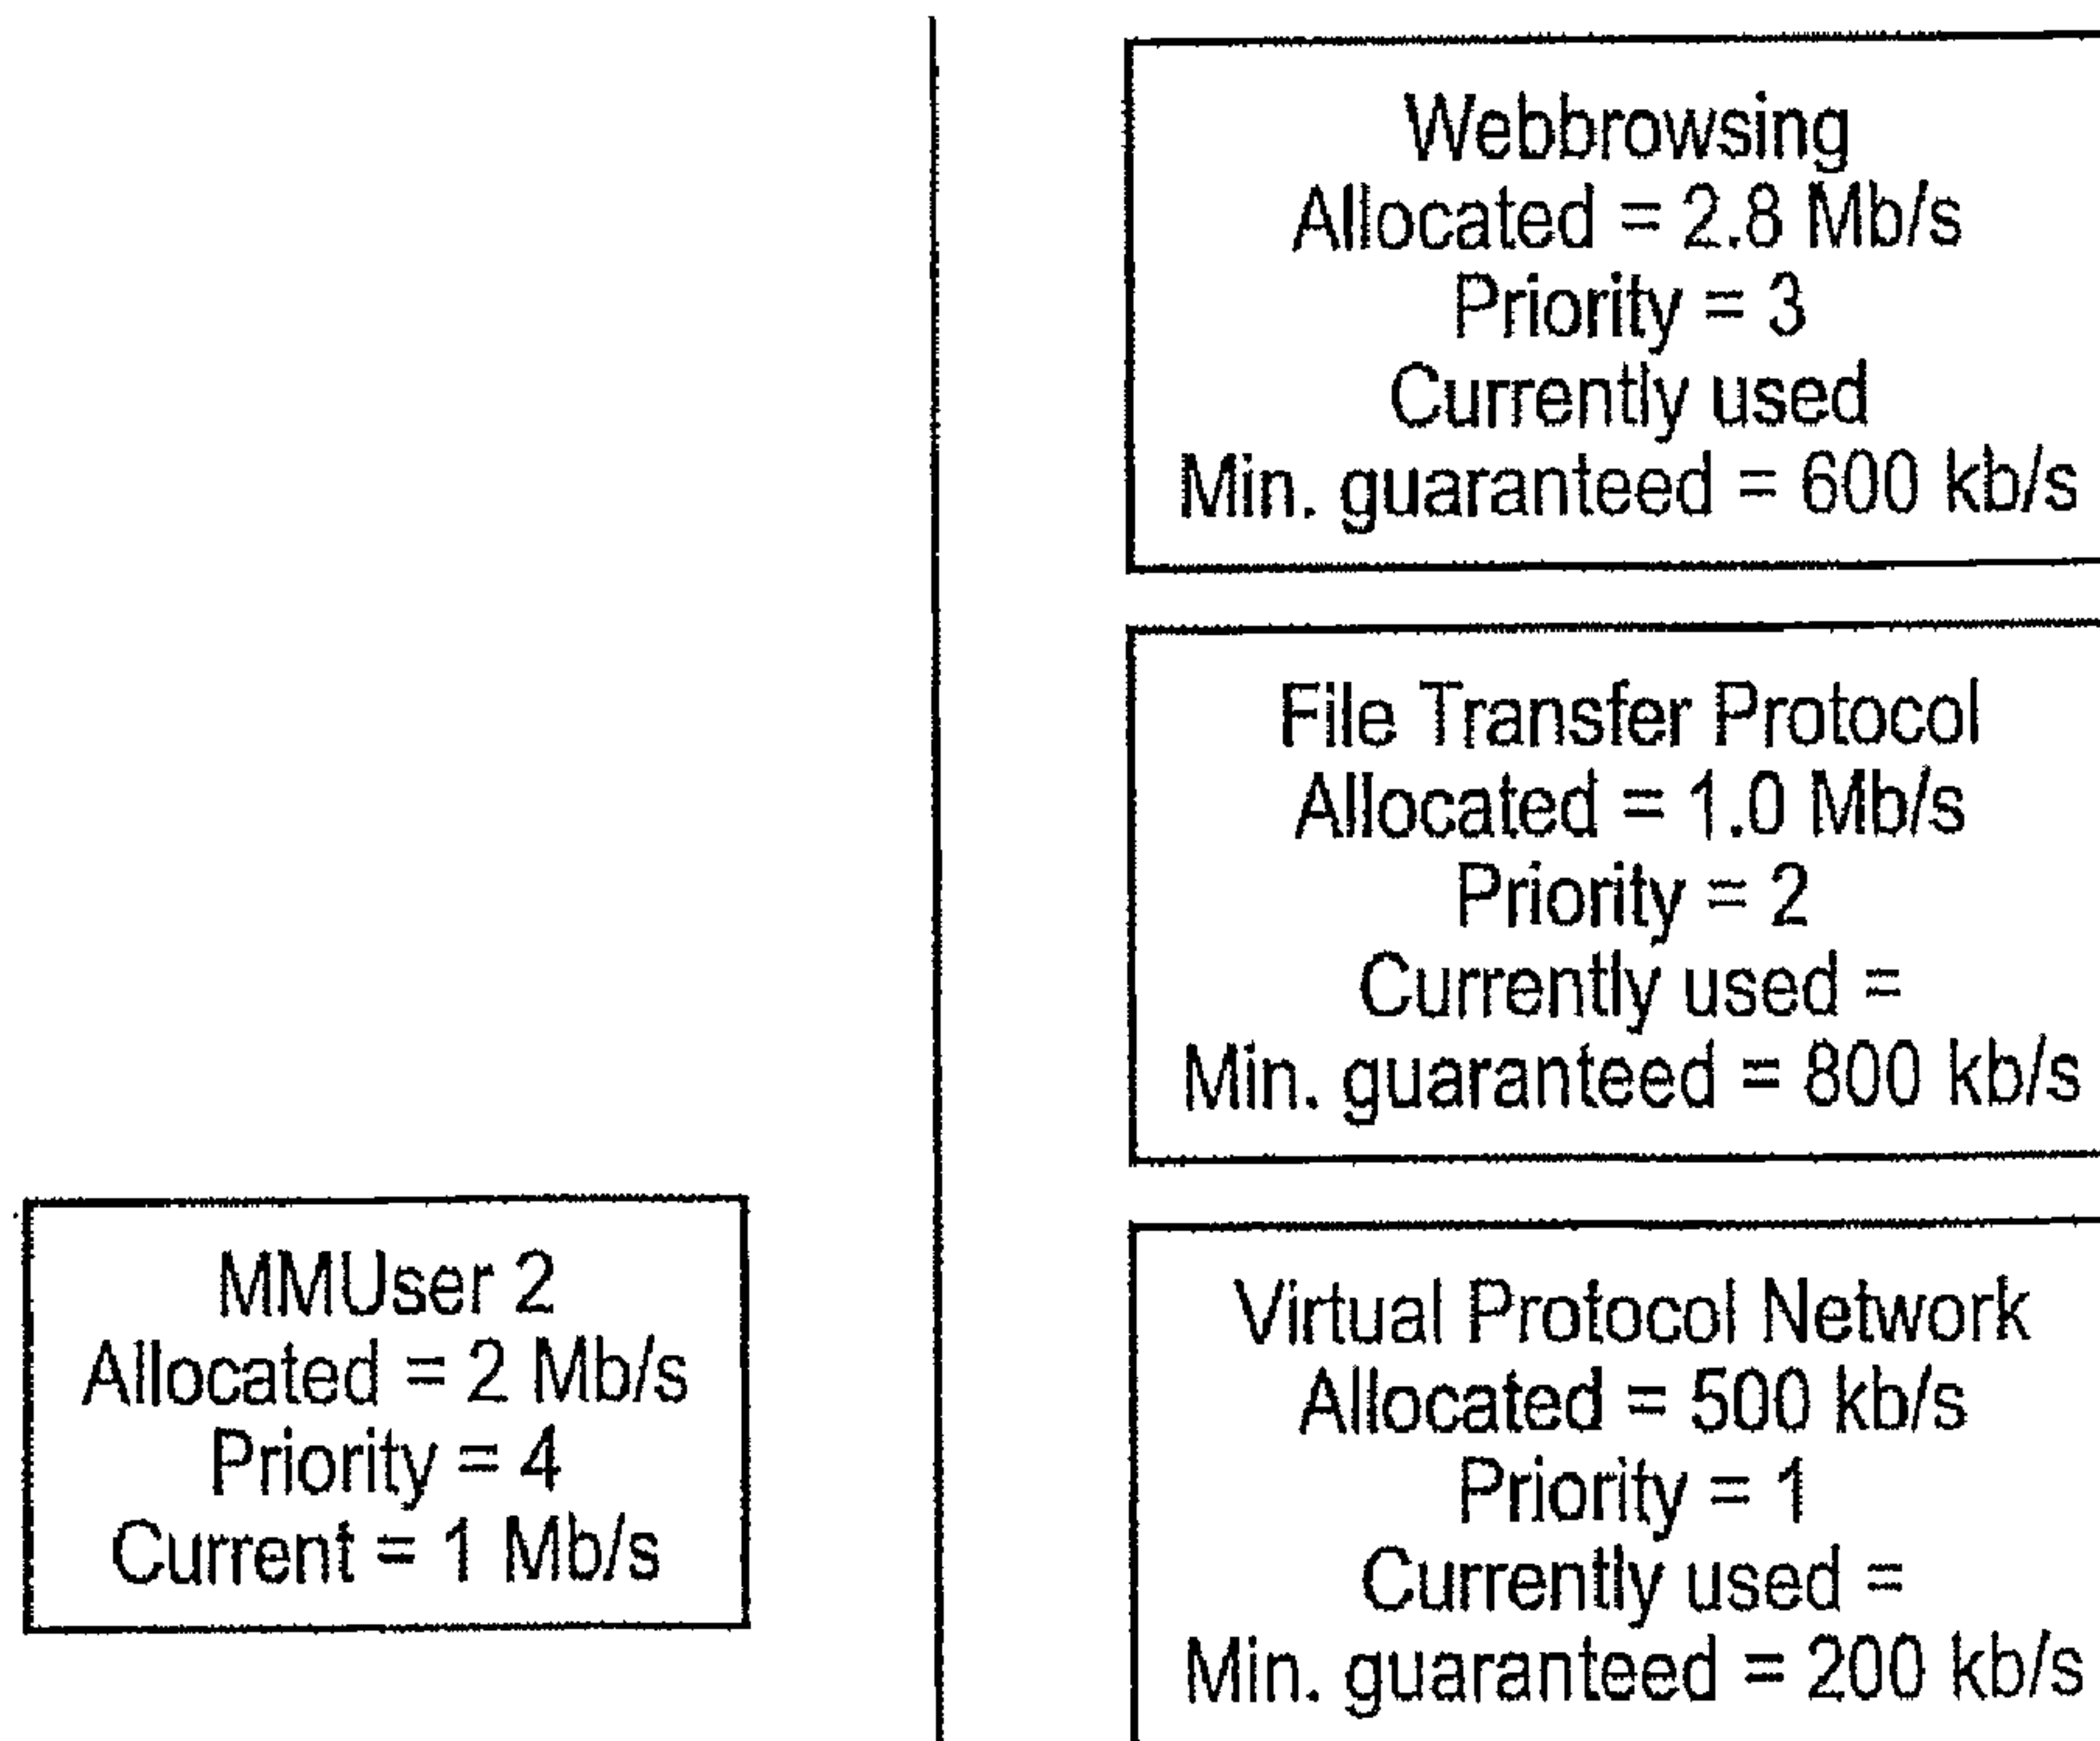 Webbrowsing
Allocated = 2.8 Mb/s
Priority = 3
Currently used
Min. guaranteed = 600 kb/s
File Transfer Protocol
Allocated = 1.0 Mb/s
Priority = 2
Currently used =
Min. guaranteed = 800 kb/s
MMUser 2
Allocated = 2 Mb/s
Priority = 4
Current = 1 Mb/s
Virtual Protocol Network
Allocated = 500 kb/s
Priority = 1
Currently used =
Min. guaranteed = 200 kb/s